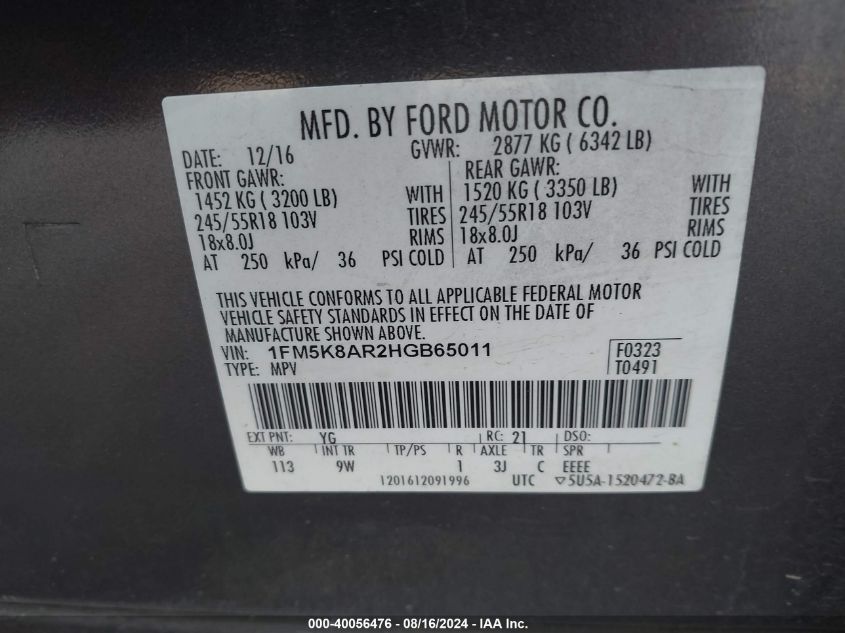 MFD. BY FORD MOTOR CO.
DATE: 12/16 GVWR: 2877 KG ( 6342 LB)
FRONT GAWR: REAR GAWR:
1452 KG ( 3200 LB) WITH 1520 KG ( 3350 LB) WITH
245/55R18 103V TIRES 245/55R18 103V TIRES
18x8.0J RIMS 18x8.0J RIMS
AT 250 kPa/ 36 PSI COLD AT 250 kPa/ 36 PSI COLD
THIS VEHICLE CONFORMS TO ALL APPLICABLE FEDERAL MOTOR
VEHICLE SAFETY STANDARDS IN EFFECT ON THE DATE OF
MANUFACTURE SHOWN ABOVE.
VIN: 1FM5K8AR2HGB65011 F0323
TYPE: MPV T0491
EXT PNT: YG RC: 21 DSO:
WB INT TR TP/PS R AXLE TR SPR
113 9W 1 3J C EEEE
1201612091996 UTC ▽5U5A-1520472-BA
000-40056476 - 08/16/2024 - IAA Inc.